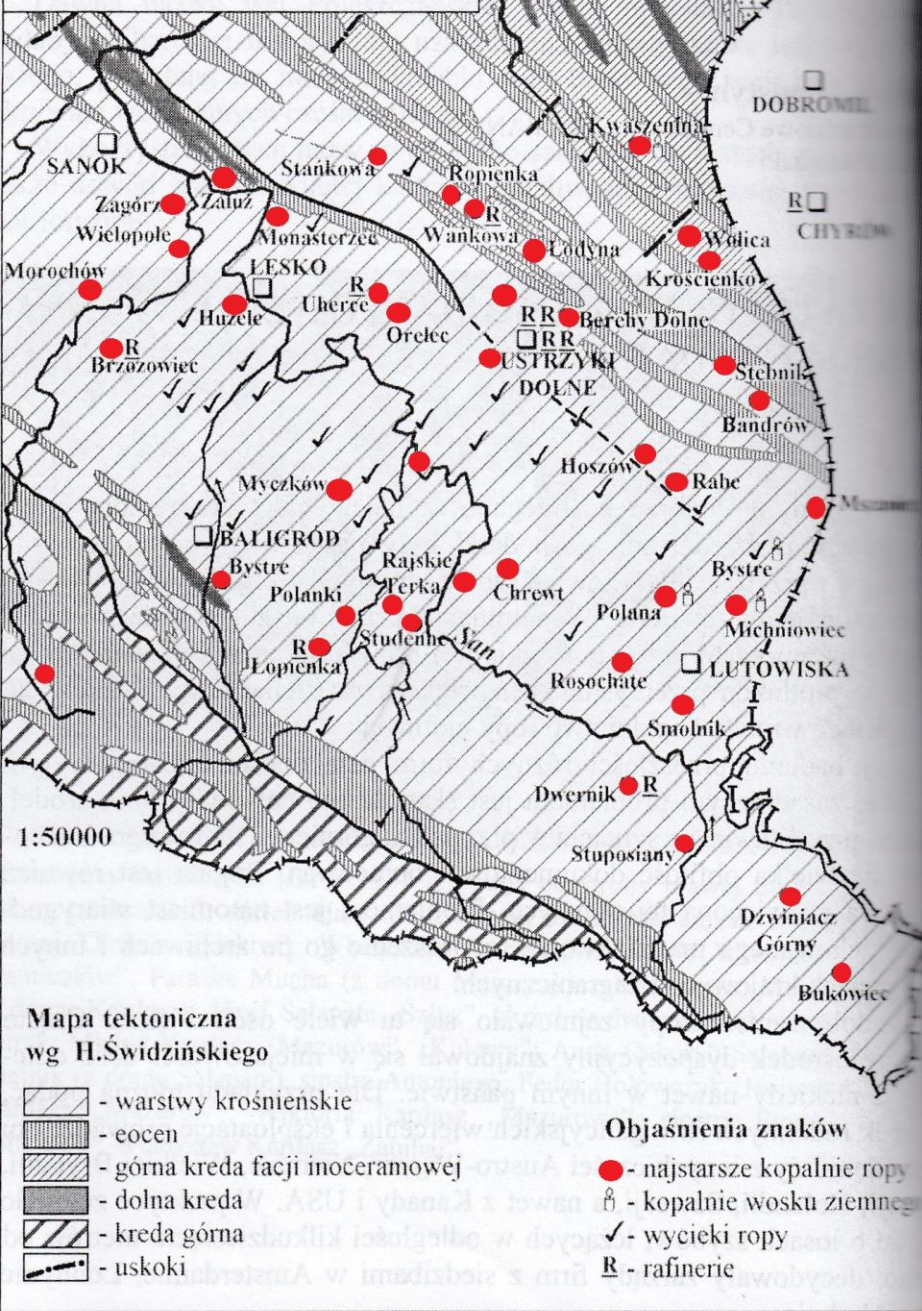 DOBROMIL
Kwaszenina
SANOK
Stańkowa
Ropienka
R
Zagórz
Załuż
Wańkowa
R
CHYRÓW
Wielopole
Monasterzec
Łodyna
Wolica
Krościenko
Morochów
LESKO
R
Uherce
Huzele
Orelec
R R
Berchy Dolne
R R
R
Brzozowiec
USTRZYKI
DOLNE
Stebnik
Bandrów
Hoszów
Rabe
Myczków
BALIGRÓD
Bystre
Rajskie
Terka
Chrewt
Bystre
Polanki
Polana
Michniowiec
Studenne
San
R
Łopienka
Rosochate
LUTOWISKA
Smolnik
Dwernik
R
1:50000
Stuposiany
Dźwiniacz
Górny
Bukowiec
Mapa tektoniczna
wg H.Świdzińskiego
- warstwy krośnieńskie
- eocen
- górna kreda facji inoceramowej
- dolna kreda
- kreda górna
- uskoki
Objaśnienia znaków
- najstarsze kopalnie ropy
- kopalnie wosku ziemnego
- wycieki ropy
R - rafinerie